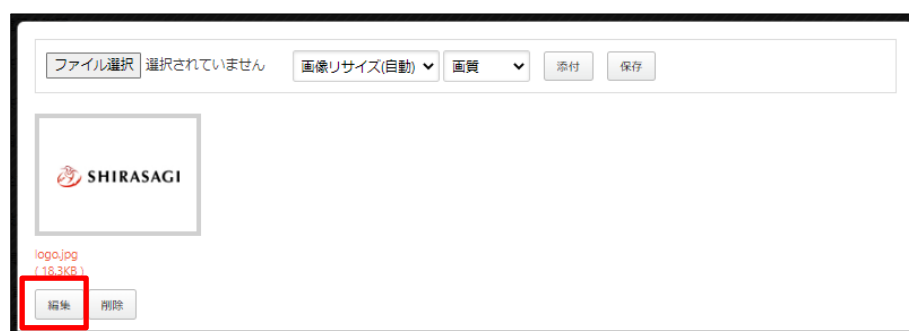 ファイル選択 選択されていません 画像リサイズ(自動) 画質 添付 保存
SHIRASAGI
logo.jpg
( 18.3KB )
編集 削除